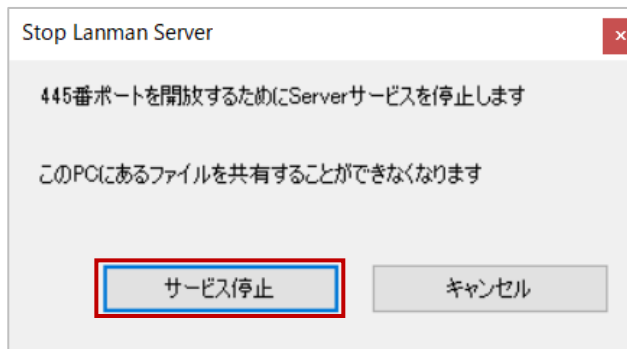 Stop Lanman Server
×
445番ポートを開放するためにServerサービスを停止します
このPCにあるファイルを共有することができなくなります
サービス停止
キャンセル